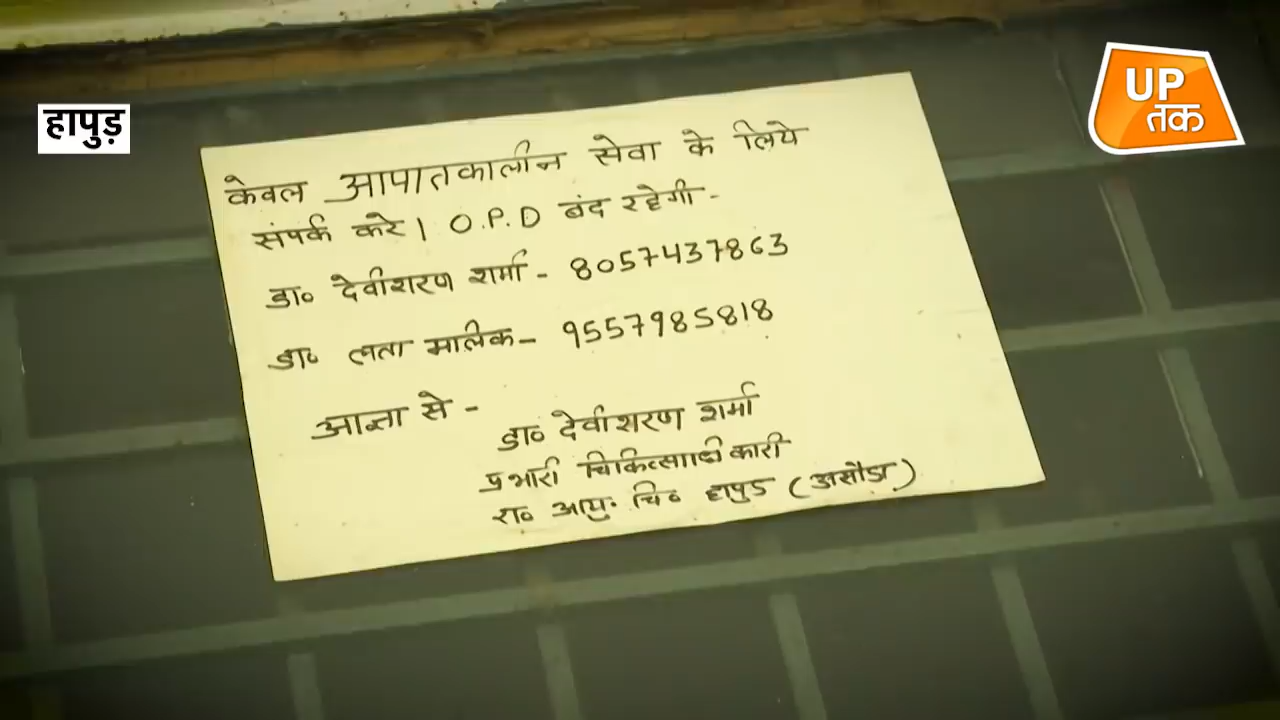 हापुड़
UP
तक
केवल आपातकालीन सेवा के लिये
संपर्क करे। O.P.D बंद रहेगी-
डा० देवीशरण शर्मा - 8057437863
डा० लता मलिक- 9557985818
आज्ञा से -
डा० देवीशरण शर्मा
प्रभारी चिकित्साधिकारी
रा० आयु. चि० हापुड (असौडा)